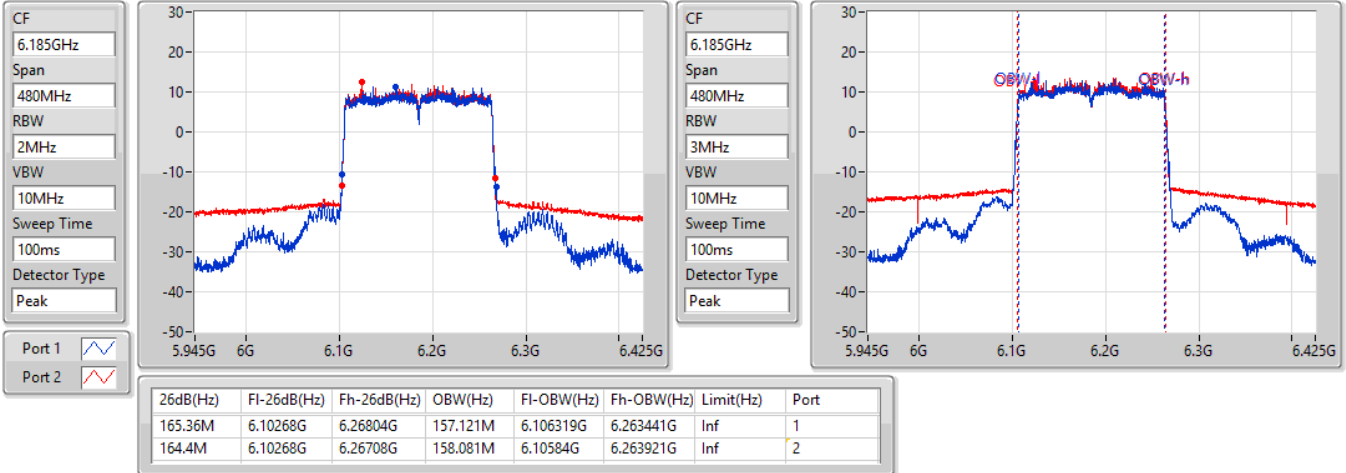 CF
6.185GHz
Span
480MHz
RBW
2MHz
VBW
10MHz
Sweep Time
100ms
Detector Type
Peak
Port 1
Port 2
30
20
10
0
-10
-20
-30
-40
-50
5.945G 6G 6.1G 6.2G 6.3G 6.425G
CF
6.185GHz
Span
480MHz
RBW
3MHz
VBW
10MHz
Sweep Time
100ms
Detector Type
Peak
30
20
10
0
-10
-20
-30
-40
-50
OBW-l OBW-h
5.945G 6G 6.1G 6.2G 6.3G 6.425G
26dB(Hz) Fl-26dB(Hz) Fh-26dB(Hz) OBW(Hz) Fl-OBW(Hz) Fh-OBW(Hz) Limit(Hz) Port
165.36M 6.10268G 6.26804G 157.121M 6.106319G 6.263441G Inf 1
164.4M 6.10268G 6.26708G 158.081M 6.10584G 6.263921G Inf 2